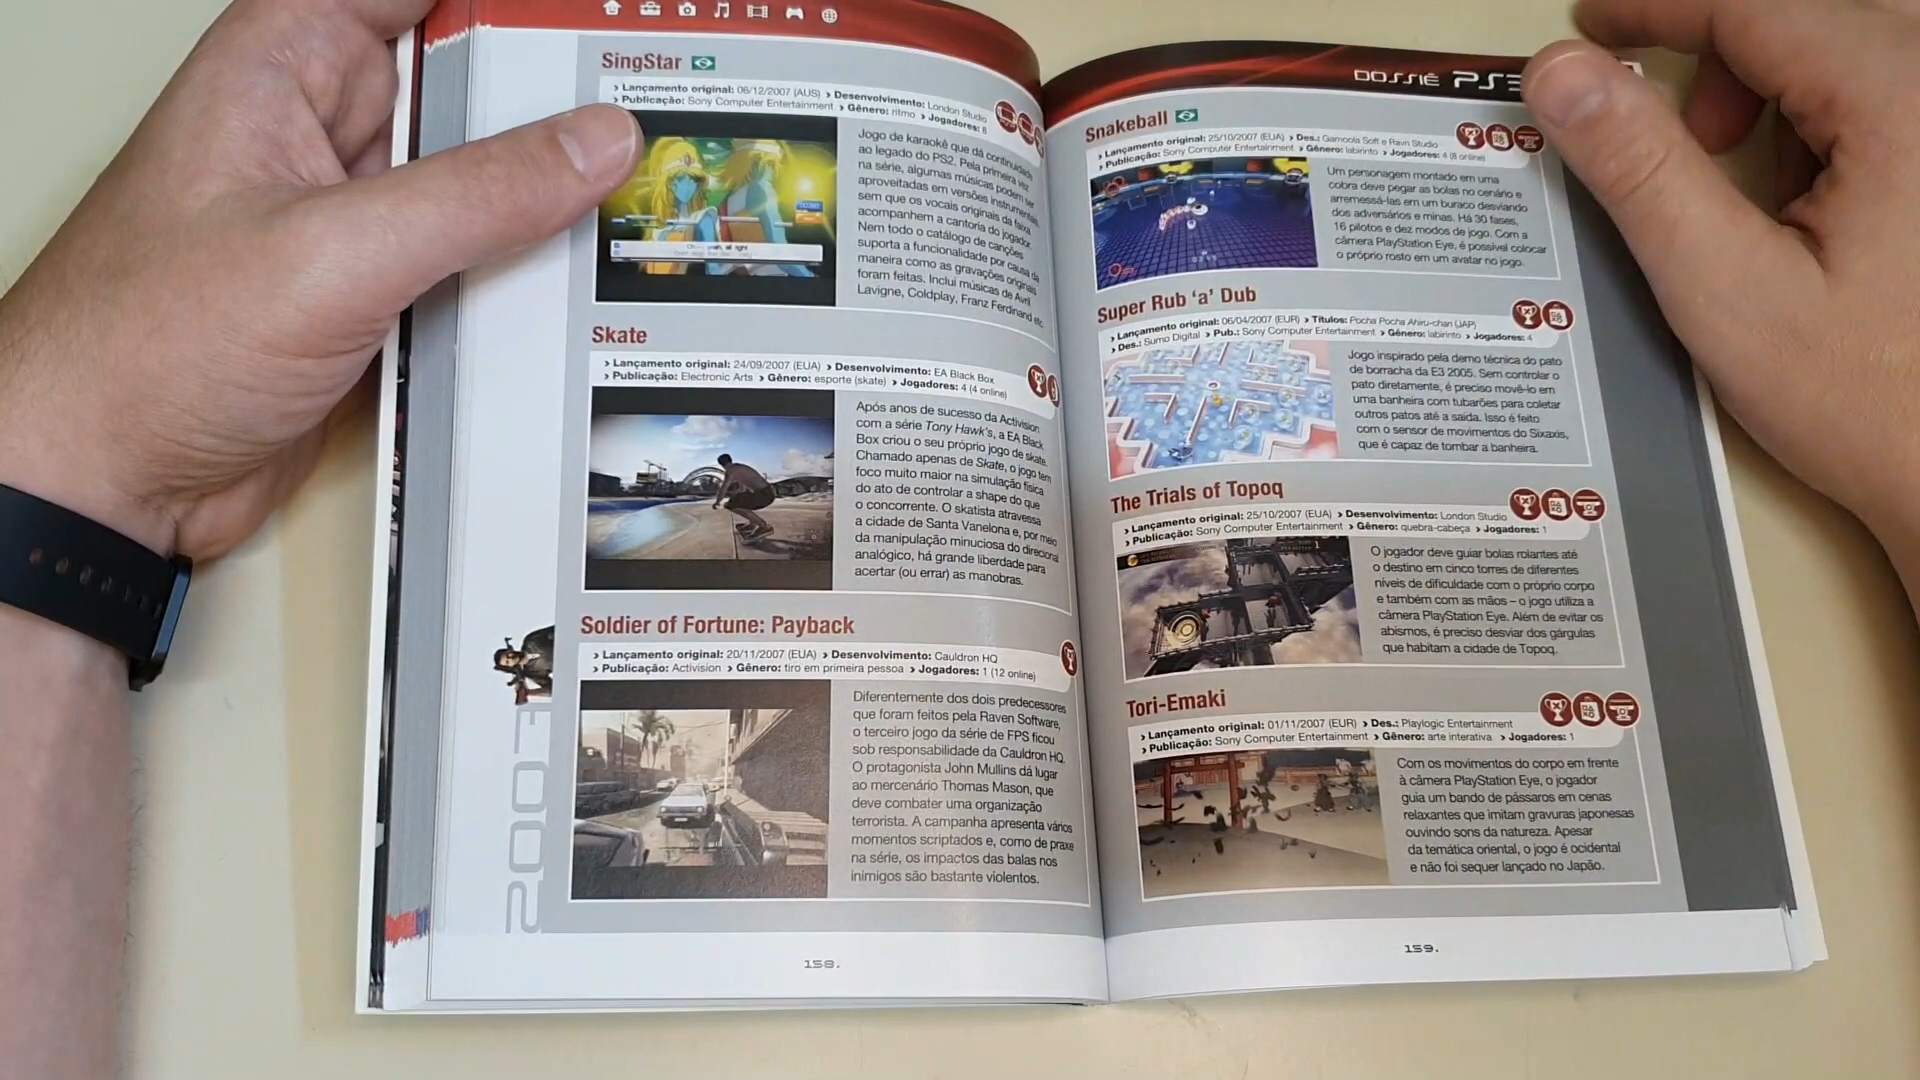 SingStar
› Lançamento original: 06/12/2007 (AUS) › Desenvolvimento: London Studio
› Publicação: Sony Computer Entertainment › Gênero: ritmo › Jogadores: 8
Jogo de karaokê que dá continuidade
ao legado do PS2. Pela primeira vez
na série, algumas músicas podem ser
aproveitadas em versões instrumentais,
sem que os vocais originais da faixa
acompanhem a cantoria do jogador.
Nem todo o catálogo de canções
suporta a funcionalidade por causa da
maneira como as gravações originais
foram feitas. Inclui músicas de Avril
Lavigne, Coldplay, Franz Ferdinand etc.
Skate
› Lançamento original: 24/09/2007 (EUA) › Desenvolvimento: EA Black Box
› Publicação: Electronic Arts › Gênero: esporte (skate) › Jogadores: 4 (4 online)
Após anos de sucesso da Activision
com a série Tony Hawk's, a EA Black
Box criou o seu próprio jogo de skate.
Chamado apenas de Skate, o jogo tem
foco muito maior na simulação física
do ato de controlar a shape do que
o concorrente. O skatista atravessa
a cidade de Santa Vanelona e, por meio
da manipulação minuciosa do direcional
analógico, há grande liberdade para
acertar (ou errar) as manobras.
Soldier of Fortune: Payback
› Lançamento original: 20/11/2007 (EUA) › Desenvolvimento: Cauldron HQ
› Publicação: Activision › Gênero: tiro em primeira pessoa › Jogadores: 1 (12 online)
Diferentemente dos dois predecessores
que foram feitos pela Raven Software,
o terceiro jogo da série de FPS ficou
sob responsabilidade da Cauldron HQ.
O protagonista John Mullins dá lugar
ao mercenário Thomas Mason, que
deve combater uma organização
terrorista. A campanha apresenta vários
momentos scriptados e, como de praxe
na série, os impactos das balas nos
inimigos são bastante violentos.
2007
158.
DOSSIÊ PS3
Snakeball
› Lançamento original: 25/10/2007 (EUA) › Des.: Gamoola Soft e Ravn Studio
› Publicação: Sony Computer Entertainment › Gênero: labirinto › Jogadores: 4 (8 online)
Um personagem montado em uma
cobra deve pegar as bolas no cenário e
arremessá-las em um buraco desviando
dos adversários e minas. Há 30 fases,
16 pilotos e dez modos de jogo. Com a
câmera PlayStation Eye, é possível colocar
o próprio rosto em um avatar no jogo.
Super Rub 'a' Dub
› Lançamento original: 06/04/2007 (EUR) › Títulos: Pocha Pocha Ahiru-chan (JAP)
› Des.: Sumo Digital › Pub.: Sony Computer Entertainment › Gênero: labirinto › Jogadores: 4
Jogo inspirado pela demo técnica do pato
de borracha da E3 2005. Sem controlar o
pato diretamente, é preciso movê-lo em
uma banheira com tubarões para coletar
outros patos até a saída. Isso é feito
com o sensor de movimentos do Sixaxis,
que é capaz de tombar a banheira.
The Trials of Topoq
› Lançamento original: 25/10/2007 (EUA) › Desenvolvimento: London Studio
› Publicação: Sony Computer Entertainment › Gênero: quebra-cabeça › Jogadores: 1
O jogador deve guiar bolas rolantes até
o destino em cinco torres de diferentes
níveis de dificuldade com o próprio corpo
e também com as mãos – o jogo utiliza a
câmera PlayStation Eye. Além de evitar os
abismos, é preciso desviar dos gárgulas
que habitam a cidade de Topoq.
Tori-Emaki
› Lançamento original: 01/11/2007 (EUR) › Des.: Playlogic Entertainment
› Publicação: Sony Computer Entertainment › Gênero: arte interativa › Jogadores: 1
Com os movimentos do corpo em frente
à câmera PlayStation Eye, o jogador
guia um bando de pássaros em cenas
relaxantes que imitam gravuras japonesas
ouvindo sons da natureza. Apesar
da temática oriental, o jogo é ocidental
e não foi sequer lançado no Japão.
159.